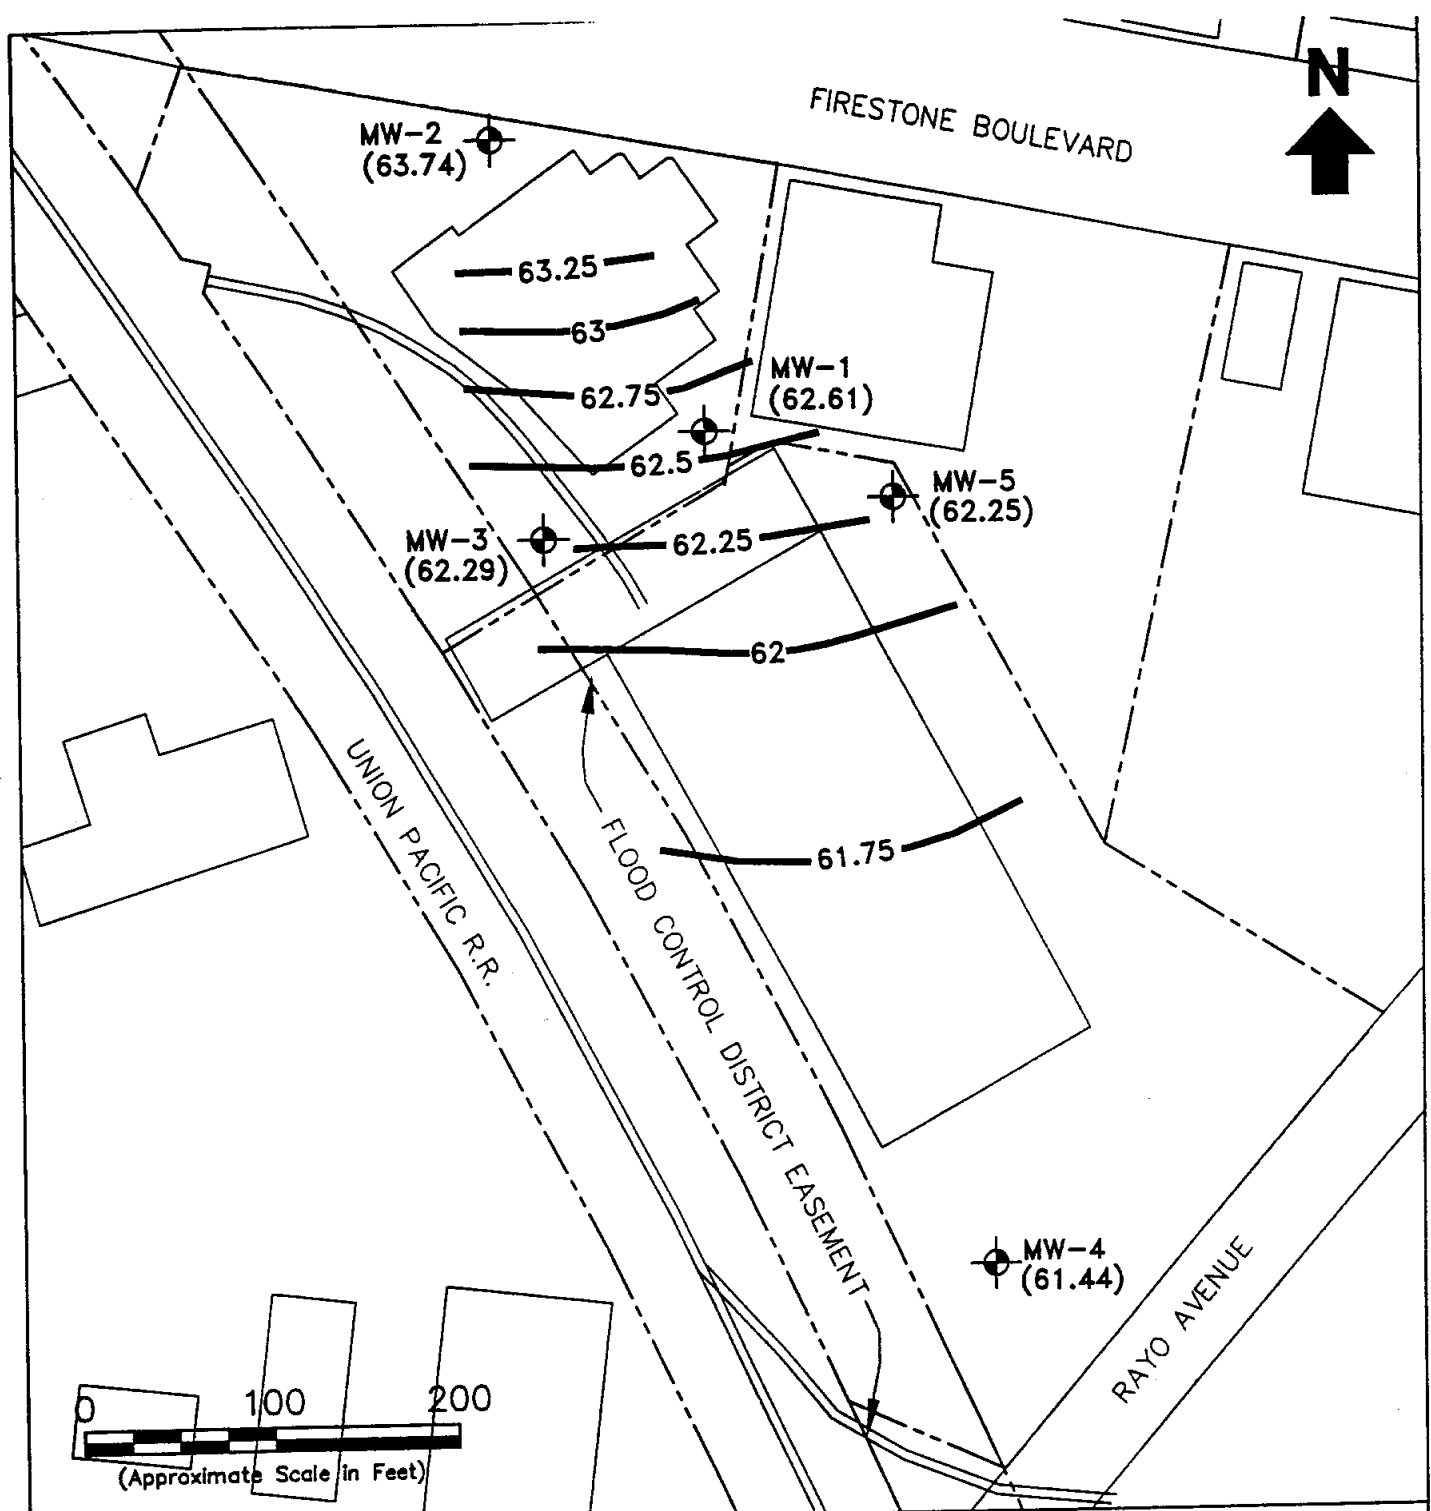 N
FIRESTONE BOULEVARD
MW-2
(63.74)
63.25
63
62.75
MW-1
(62.61)
62.5
MW-5
(62.25)
62.25
MW-3
(62.29)
62
61.75
UNION PACIFIC R.R.
FLOOD CONTROL DISTRICT EASEMENT
MW-4
(61.44)
RAYO AVENUE
0 100 200
(Approximate Scale in Feet)